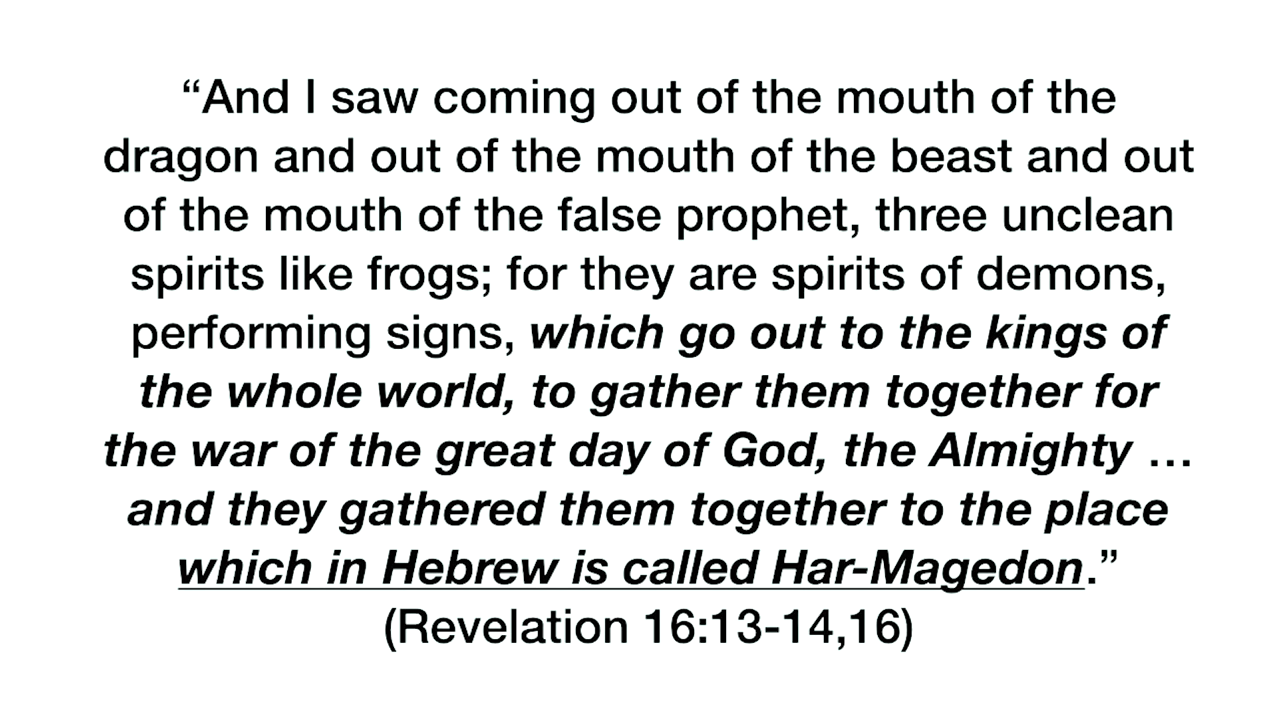 “And I saw coming out of the mouth of the
dragon and out of the mouth of the beast and out
of the mouth of the false prophet, three unclean
spirits like frogs; for they are spirits of demons,
performing signs, which go out to the kings of
the whole world, to gather them together for
the war of the great day of God, the Almighty …
and they gathered them together to the place
which in Hebrew is called Har-Magedon.”
(Revelation 16:13-14,16)